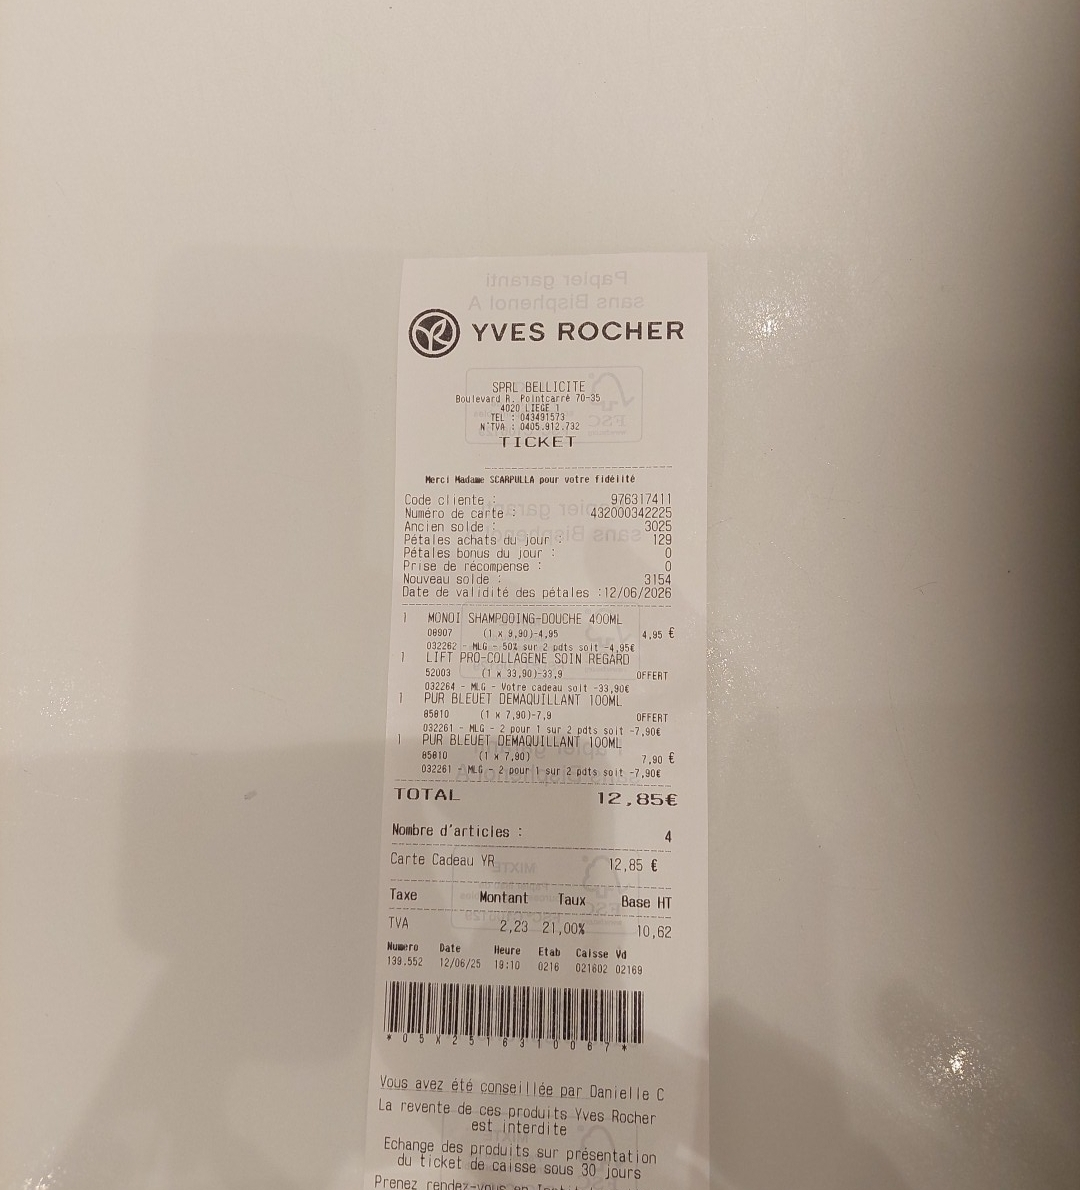 Papier garanti
sans Bisphenol A
YVES ROCHER
SPRL BELLICITE
Boulevard R. Pointcarré 70-35
4020 LIEGE 1
TEL : 043491573
N°TVA : 0405.812.732
TICKET
Merci Madame SCARPULLA pour votre fidélité
Code cliente : 976317411
Numéro de carte : 432000342225
Ancien solde : 3025
Pétales achats du jour : 129
Pétales bonus du jour : 0
Prise de récompense : 0
Nouveau solde : 3154
Date de validité des pétales :12/06/2026
1 MONOI SHAMPOOING-DOUCHE 400ML
08907 (1 x 9,90)-4,95 4,95 €
032262 - MLG - 50% sur 2 pdts soit -4,95€
1 LIFT PRO-COLLAGENE SOIN REGARD
52003 (1 x 33,90)-33,9 OFFERT
032264 - MLG - Votre cadeau soit -33,90€
1 PUR BLEUET DEMAQUILLANT 100ML
85810 (1 x 7,90)-7,9 OFFERT
032261 - MLG - 2 pour 1 sur 2 pdts soit -7,90€
1 PUR BLEUET DEMAQUILLANT 100ML
85810 (1 x 7,90) 7,90 €
032261 - MLG - 2 pour 1 sur 2 pdts soit -7,90€
TOTAL 12,85€
Nombre d'articles : 4
Carte Cadeau YR 12,85 €
Taxe Montant Taux Base HT
TVA 2,23 21,00% 10,62
Numero Date Heure Etab Caisse Vd
139.552 12/06/25 19:10 0216 021602 02169
*05X2516310067*
Vous avez été conseillée par Danielle C
La revente de ces produits Yves Rocher
est interdite
Echange des produits sur présentation
du ticket de caisse sous 30 jours
Prenez rendez-vous en